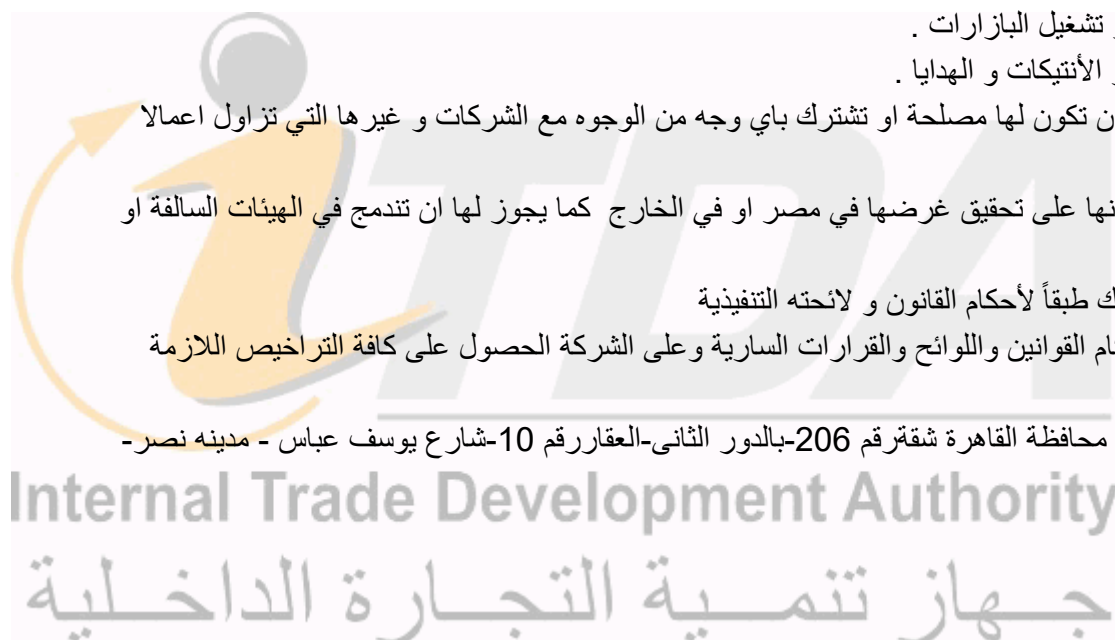 تشغيل البازارات .
الأنتيكات و الهدايا .
ن تكون لها مصلحة او تشترك باي وجه من الوجوه مع الشركات و غيرها التي تزاول اعمالا
نها على تحقيق غرضها في مصر او في الخارج كما يجوز لها ان تندمج في الهيئات السالفة او
ك طبقاً لأحكام القانون و لائحته التنفيذية
ام القوانين واللوائح والقرارات السارية وعلى الشركة الحصول على كافة التراخيص اللازمة
محافظة القاهرة شقةرقم 206-بالدور الثانى-العقاررقم 10-شارع يوسف عباس - مدينه نصر-
iTDA
Internal Trade Development Authority
جهاز تنمية التجارة الداخلية